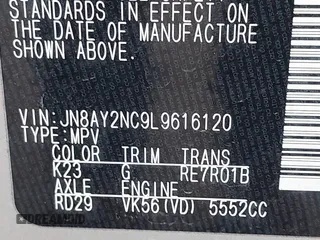 STANDARDS IN EFFECT ON
THE DATE OF MANUFACTURE
SHOWN ABOVE.
VIN: JN8AY2NC9L9616120
TYPE: MPV
COLOR TRIM TRANS
K23 G RE7R01B
AXLE ENGINE
RD29 VK56(VD) 5552CC
DREAMBID